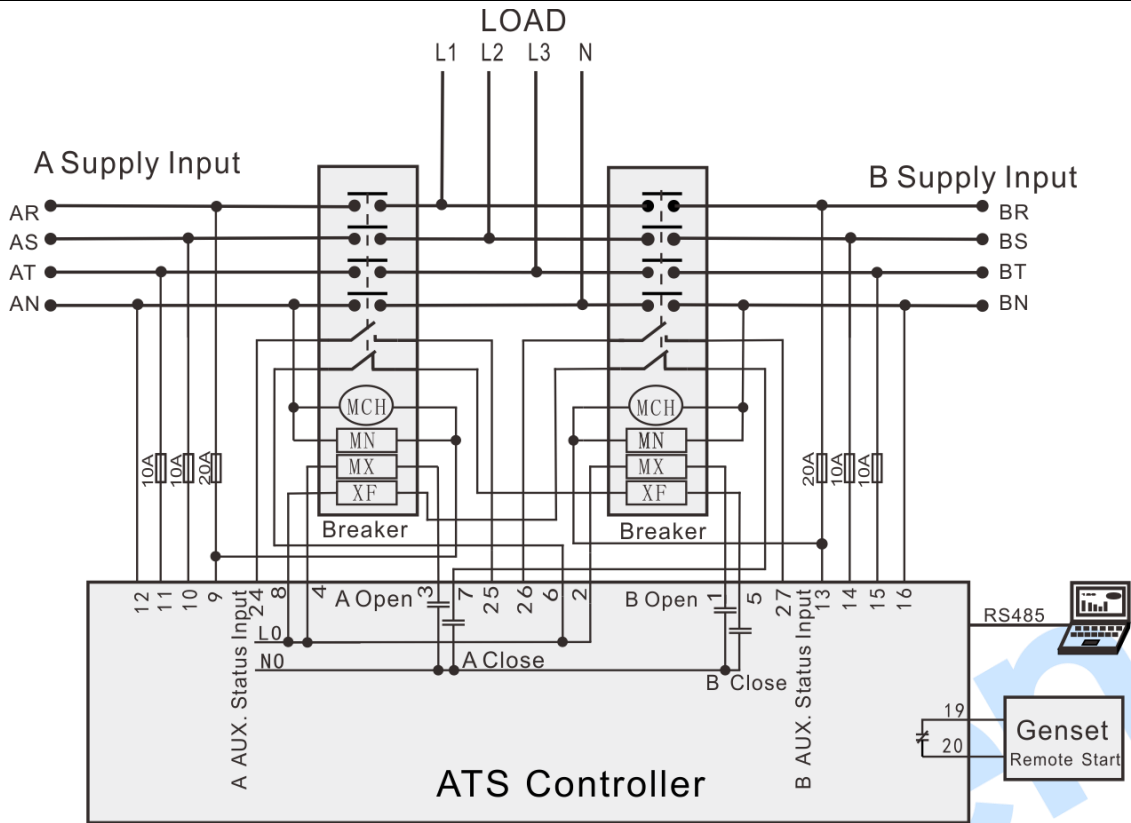 LOAD
L1 L2 L3 N
A Supply Input
B Supply Input
AR
AS
AT
AN
BR
BS
BT
BN
MCH
MN
MX
XF
Breaker
MCH
MN
MX
XF
Breaker
10A
10A
20A
20A
10A
10A
12
11
10
9
24
8
4
A Open
3
7
25
26
6
2
B Open
1
5
27
13
14
15
16
A AUX. Status Input
L0
N0
A Close
B Close
B AUX. Status Input
RS485
19
20
Genset
Remote Start
ATS Controller